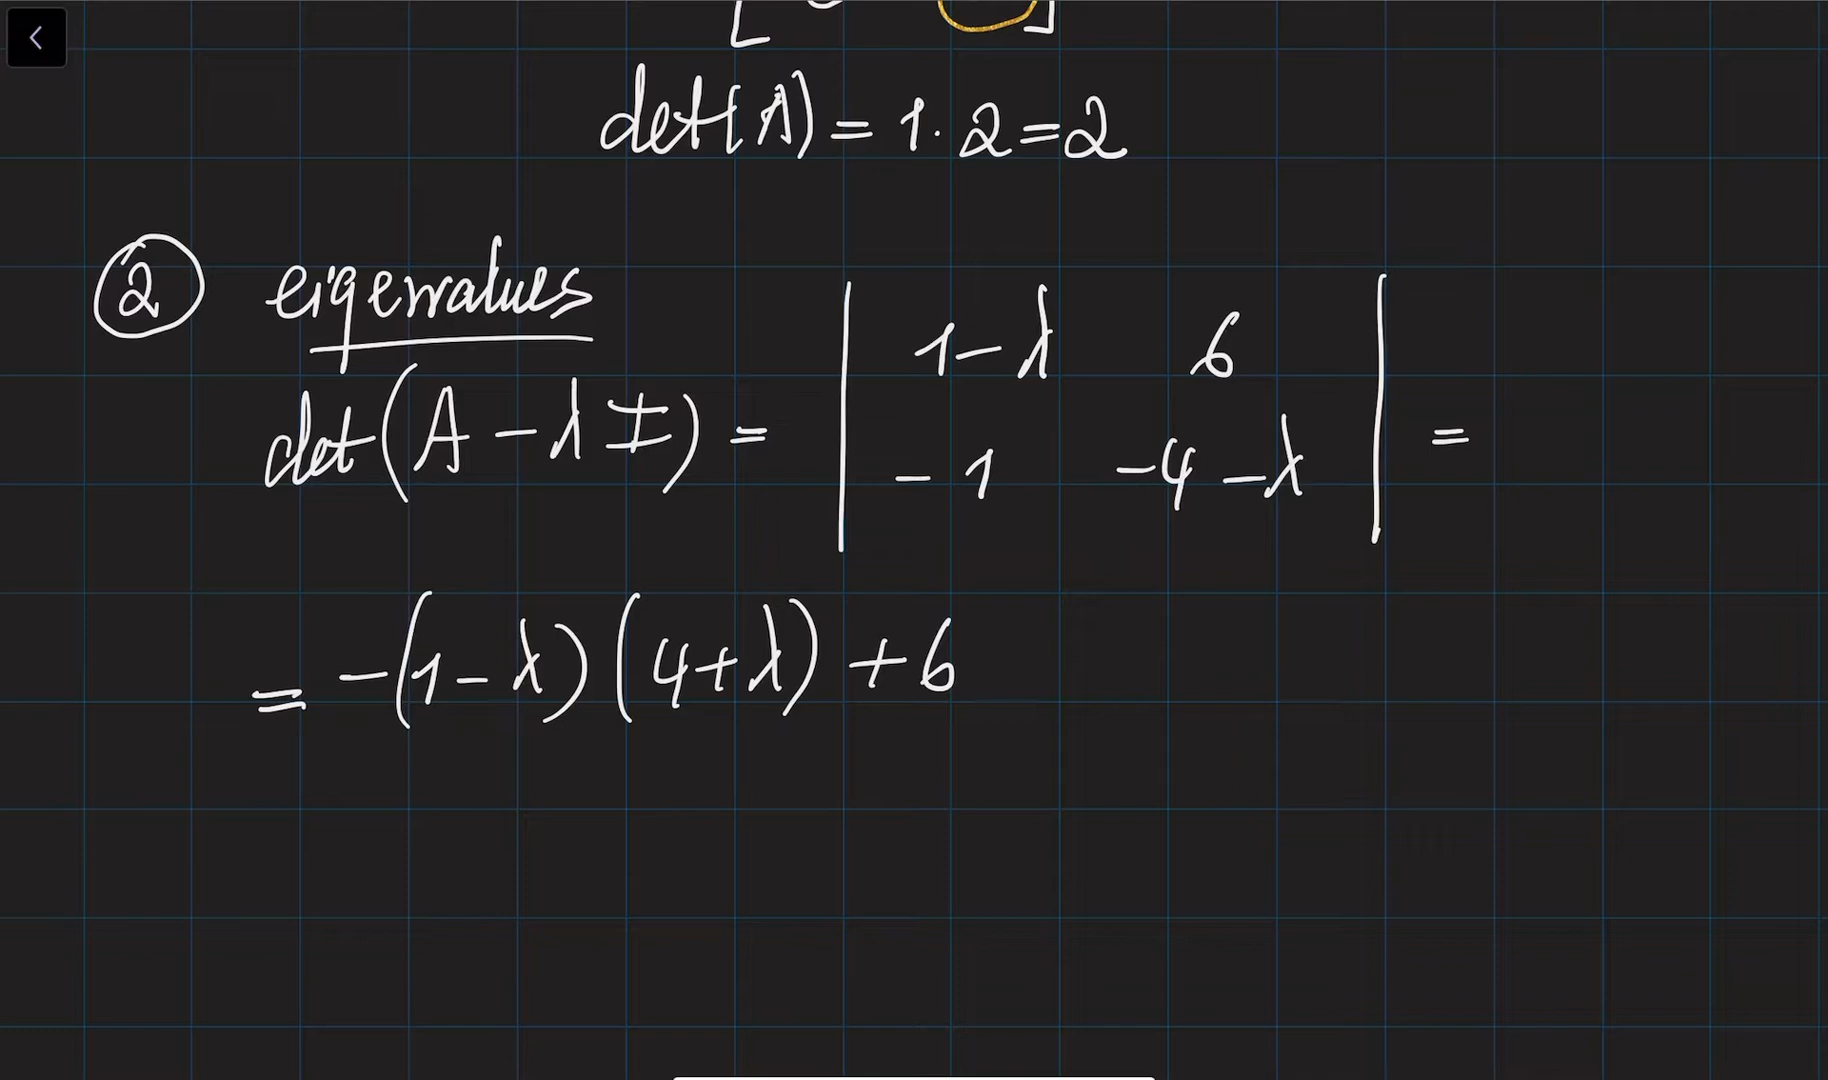 det(A) = 1 · 2 = 2
② eigenvalues
det(A - λI) = | 1-λ 6 |
| -1 -4-λ | =
= -(1-λ)(4+λ) + 6